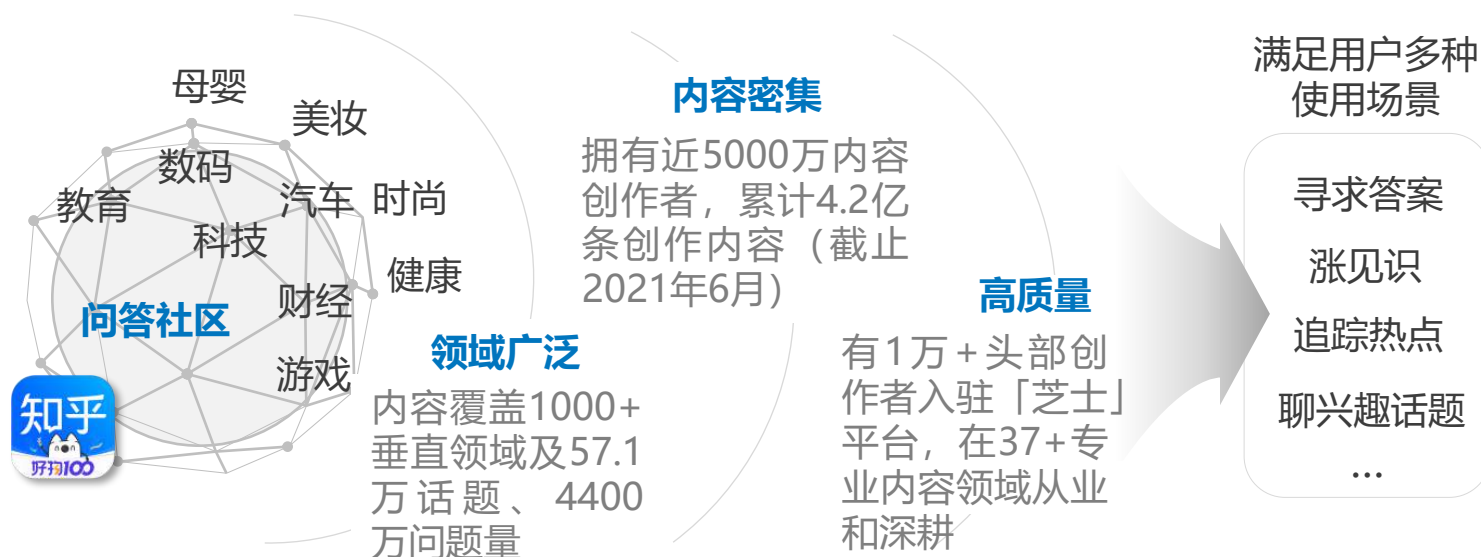 母婴
美妆
数码
教育
汽车
时尚
科技
健康
财经
问答社区
游戏
知乎
好物100
领域广泛
内容覆盖1000+
垂直领域及57.1
万话题、4400
万问题量
内容密集
拥有近5000万内容
创作者，累计4.2亿
条创作内容（截止
2021年6月）
高质量
有1万+头部创
作者入驻「芝士」
平台，在37+专
业内容领域从业
和深耕
满足用户多种
使用场景
寻求答案
涨见识
追踪热点
聊兴趣话题
...